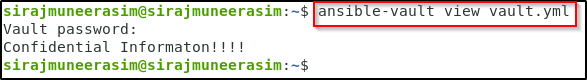 sirajmuneerasim@sirajmuneerasim:~$ ansible-vault view vault.yml
Vault password:
Confidential Informaton!!!!
sirajmuneerasim@sirajmuneerasim:~$